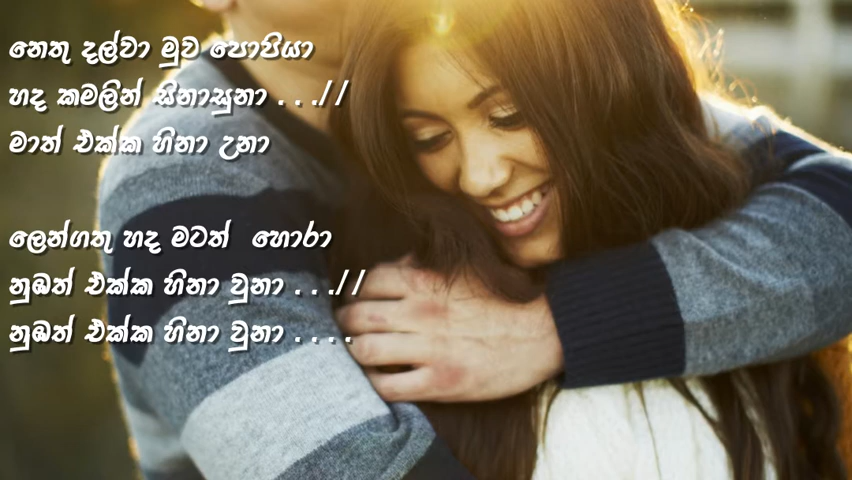 නෙතු දල්වා මුව පොපියා
හද කමලින් සිනාසුනා . . .//
මාත් එක්ක හිනා උනා
ලෙන්ගතු හද මටත් හොරා
නුඹත් එක්ක හිනා වුනා . . .//
නුඹත් එක්ක හිනා වුනා . . . .